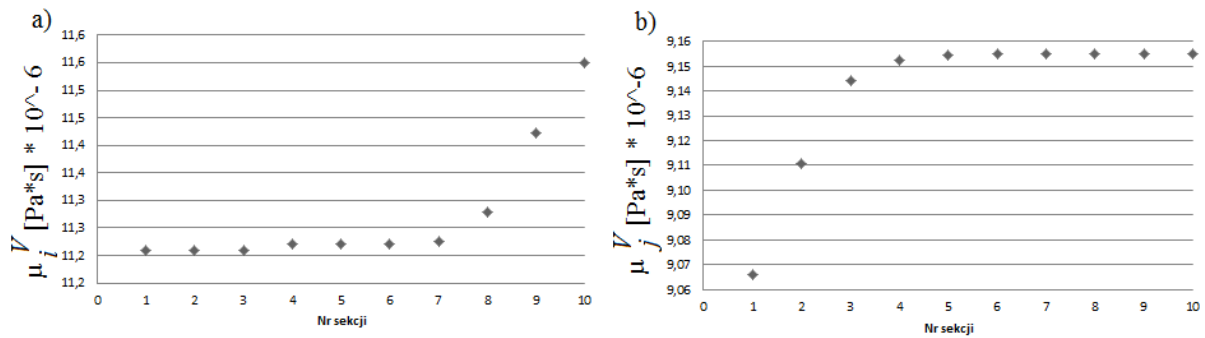 a)
11,6
11,6
11,5
11,5
11,4
11,4
11,3
11,3
11,2
11,2
μ i V [Pa*s] * 10^- 6
0 1 2 3 4 5 6 7 8 9 10
Nr sekcji
b)
9,16
9,15
9,14
9,13
9,12
9,11
9,10
9,09
9,08
9,07
9,06
μ j V [Pa*s] * 10^-6
0 1 2 3 4 5 6 7 8 9 10
Nr sekcji